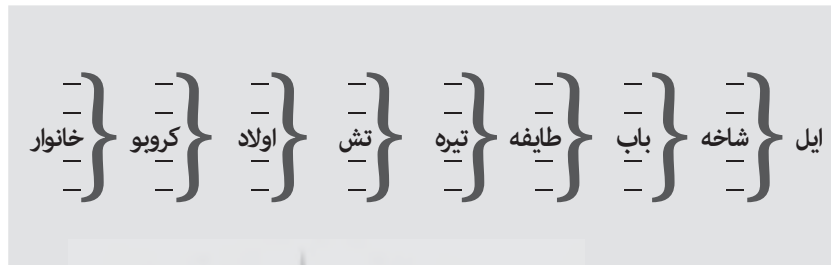 ایل شاخه باب طایفه تیره تش اولاد کروبو خانوار